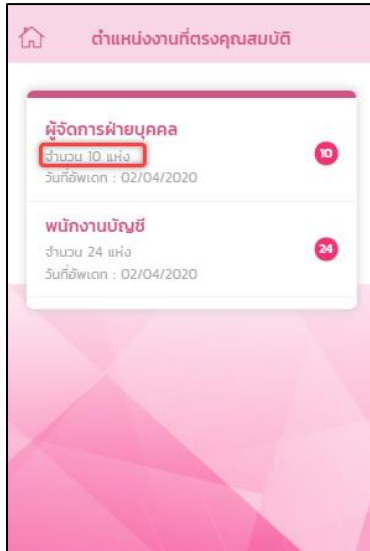 ตำแหน่งงานที่ตรงคุณสมบัติ
ผู้จัดการฝ่ายบุคคล
จำนวน 10 แห่ง
10
วันที่อัพเดท : 02/04/2020
พนักงานบัญชี
จำนวน 24 แห่ง
24
วันที่อัพเดท : 02/04/2020